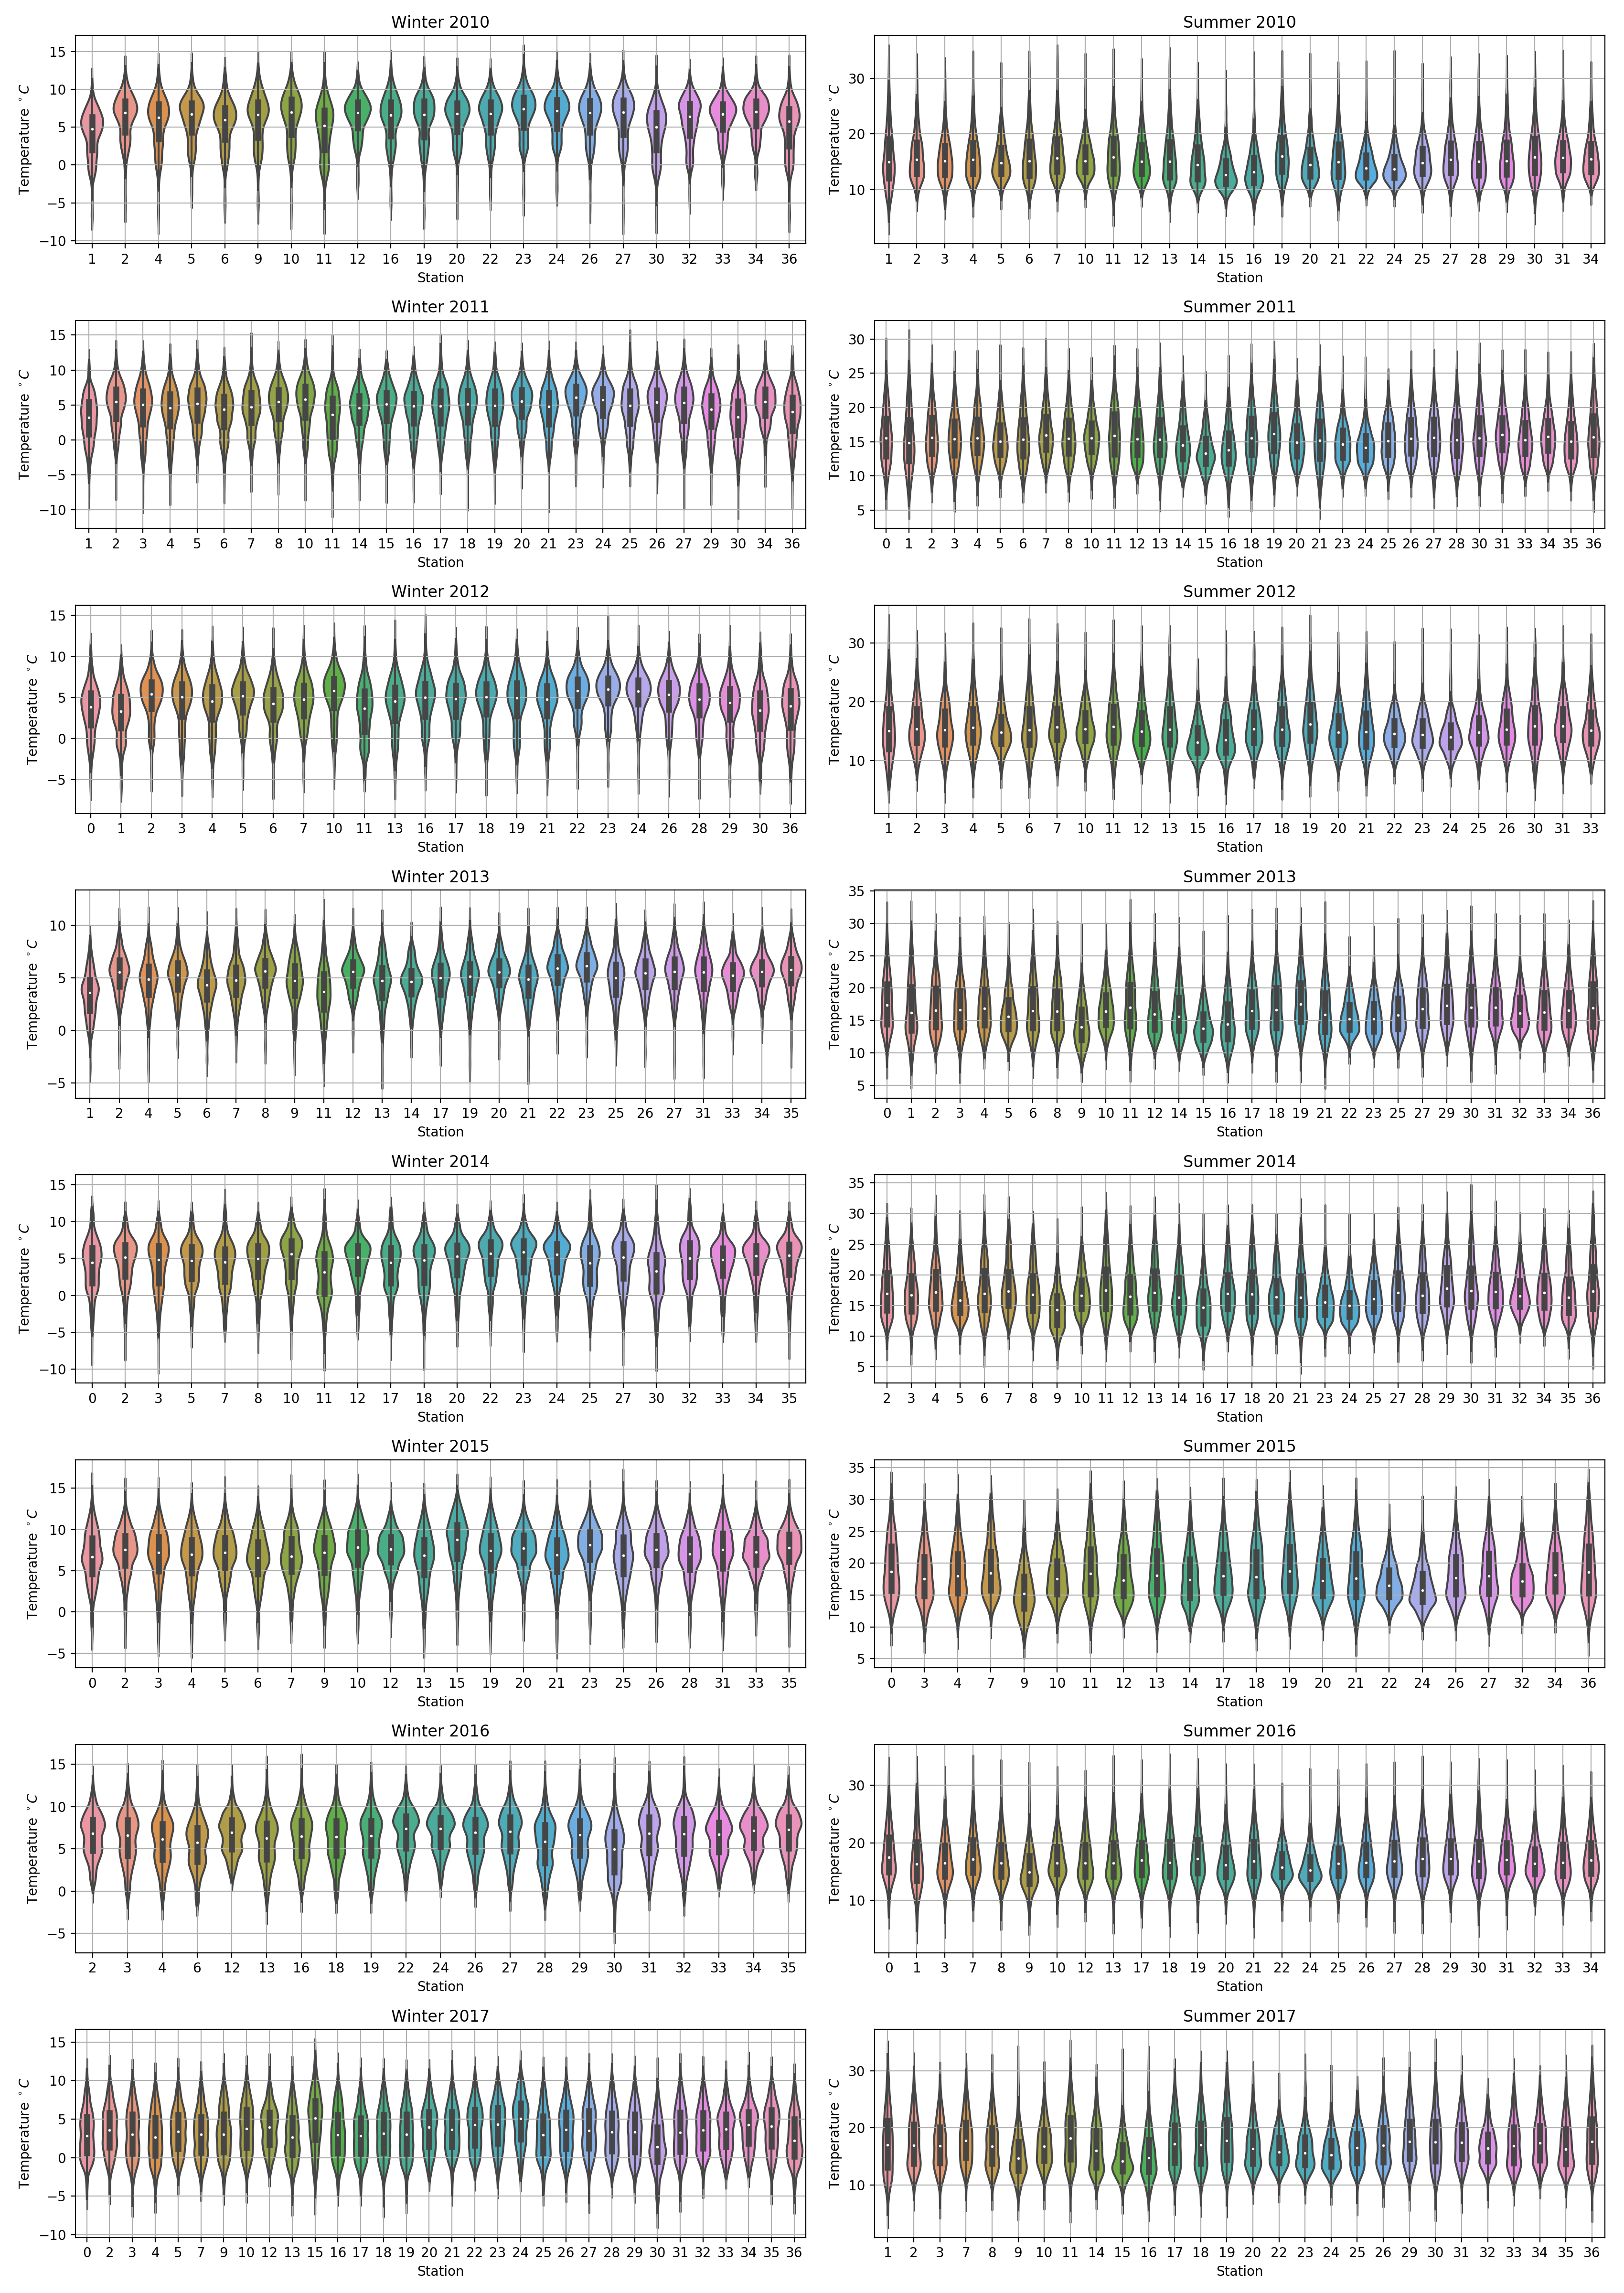 Winter 2010
15
10
5
0
−5
−10
Temperature °C
1 2 4 5 6 9 10 11 12 16 19 20 22 23 24 26 27 30 32 33 34 36
Station
Summer 2010
30
20
10
Temperature °C
1 2 3 4 5 6 7 10 11 12 13 14 15 16 19 20 21 22 24 25 27 28 29 30 31 34
Station
Winter 2011
15
10
5
0
−5
−10
Temperature °C
1 2 3 4 5 6 7 8 10 11 14 15 16 17 18 19 20 21 23 24 25 26 27 29 30 34 36
Station
Summer 2011
30
25
20
15
10
5
Temperature °C
0 1 2 3 4 5 6 7 8 10 11 12 13 14 15 16 18 19 20 21 23 24 25 26 27 28 30 31 33 34 35 36
Station
Winter 2012
15
10
5
0
−5
Temperature °C
0 1 2 3 4 5 6 7 10 11 13 16 17 18 19 21 22 23 24 26 28 29 30 36
Station
Summer 2012
30
20
10
Temperature °C
1 2 3 4 5 6 7 10 11 12 13 15 16 17 18 19 20 21 22 23 24 25 26 30 31 33
Station
Winter 2013
10
5
0
−5
Temperature °C
1 2 4 5 6 7 8 9 11 12 13 14 17 19 20 21 22 23 25 26 27 31 33 34 35
Station
Summer 2013
35
30
25
20
15
10
5
Temperature °C
0 1 2 3 4 5 6 8 9 10 11 12 14 15 16 17 18 19 21 22 23 25 27 29 30 31 32 33 34 36
Station
Winter 2014
15
10
5
0
−5
−10
Temperature °C
0 2 3 5 7 8 10 11 12 17 18 20 22 23 24 25 27 30 32 33 34 35
Station
Summer 2014
35
30
25
20
15
10
5
Temperature °C
2 3 4 5 6 7 8 9 10 11 12 13 14 16 17 18 20 21 23 24 25 27 28 29 30 31 32 34 35 36
Station
Winter 2015
15
10
5
0
−5
Temperature °C
0 2 3 4 5 6 7 9 10 12 13 15 19 20 21 23 25 26 28 31 33 35
Station
Summer 2015
35
30
25
20
15
10
5
Temperature °C
0 3 4 7 9 10 11 12 13 14 17 18 19 20 21 22 24 26 27 32 34 36
Station
Winter 2016
15
10
5
0
−5
Temperature °C
2 3 4 6 12 13 16 18 19 22 24 26 27 28 29 30 31 32 33 34 35
Station
Summer 2016
30
20
10
Temperature °C
0 1 3 7 8 9 10 12 13 17 18 19 20 21 22 24 25 26 27 28 29 30 31 32 33 34
Station
Winter 2017
15
10
5
0
−5
−10
Temperature °C
0 2 3 4 5 7 9 10 12 13 15 16 17 18 19 20 21 22 23 24 25 26 27 28 29 30 31 32 33 34 35 36
Station
Summer 2017
30
20
10
Temperature °C
1 2 3 7 8 9 10 11 14 15 16 17 18 19 20 22 23 24 25 26 29 30 31 32 33 34 35 36
Station